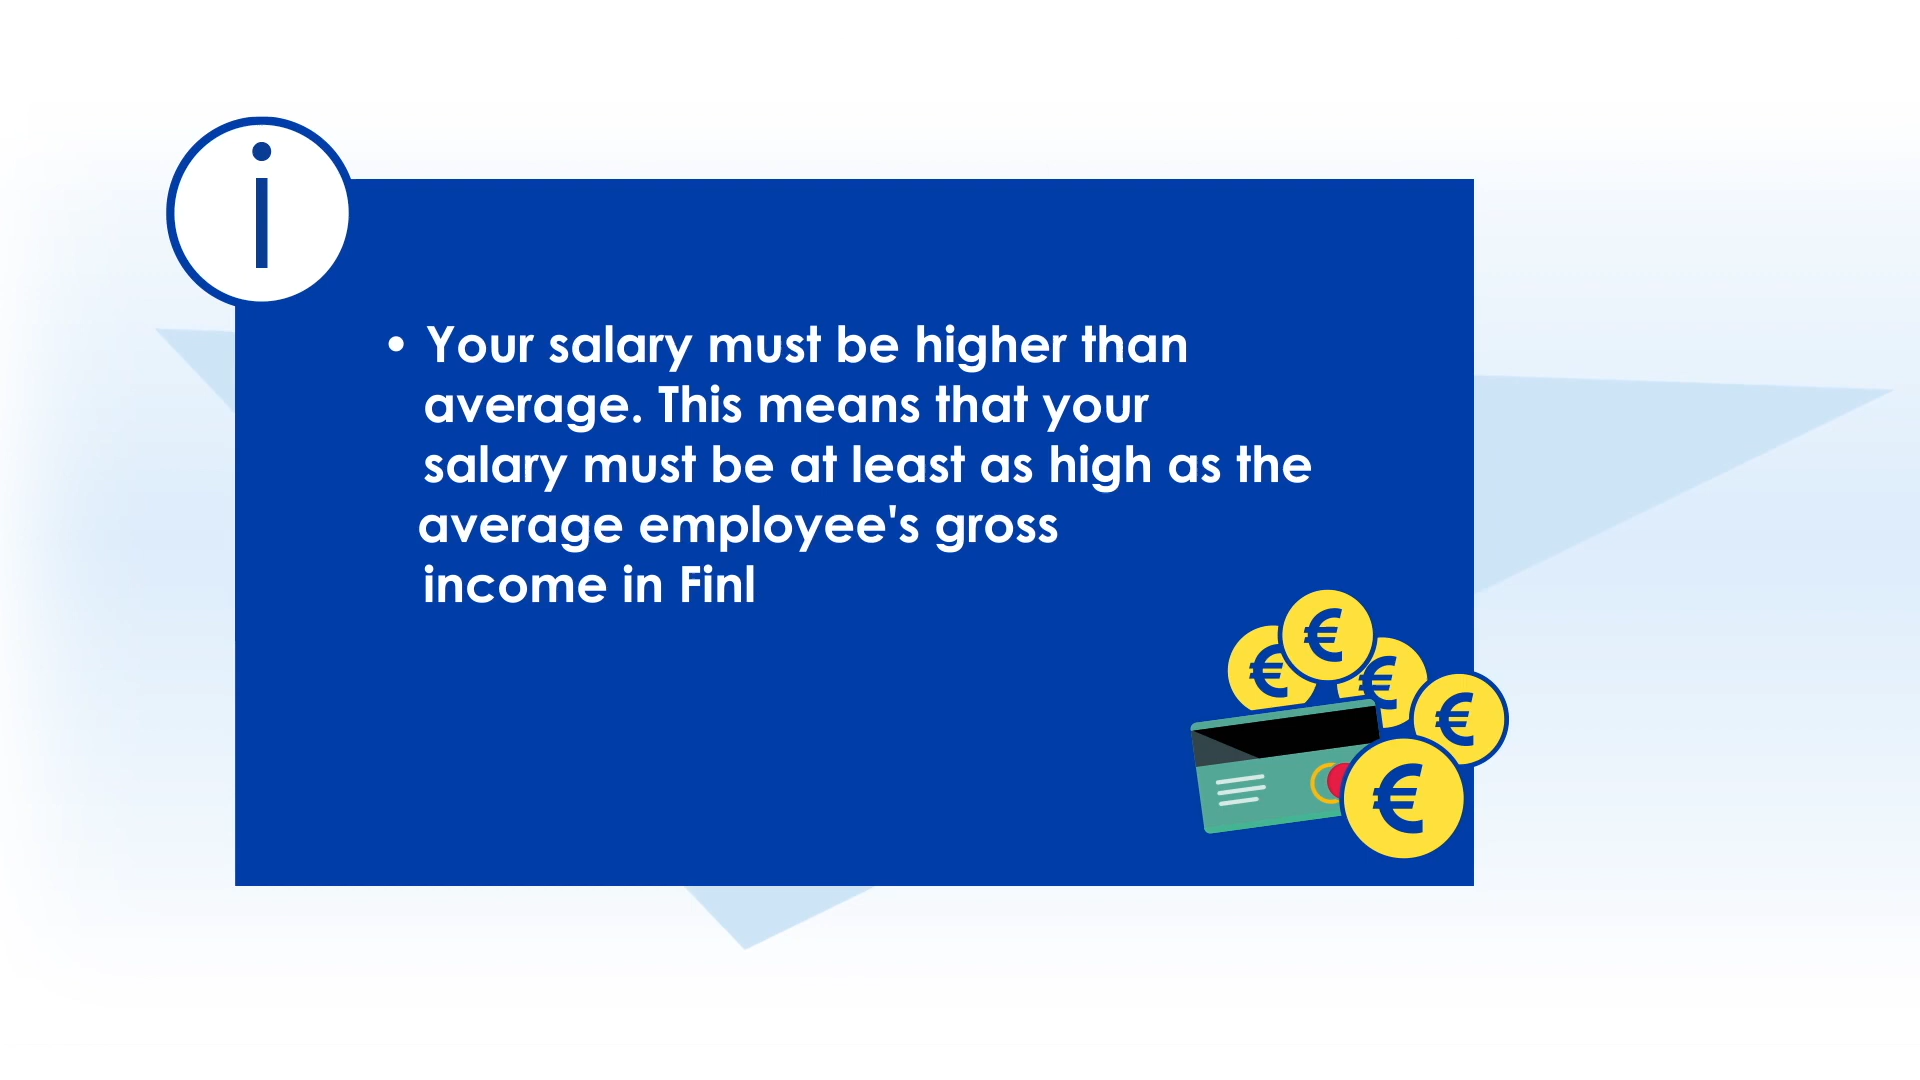 i
• Your salary must be higher than
average. This means that your
salary must be at least as high as the
average employee's gross
income in Finl
€
€
€
€
€